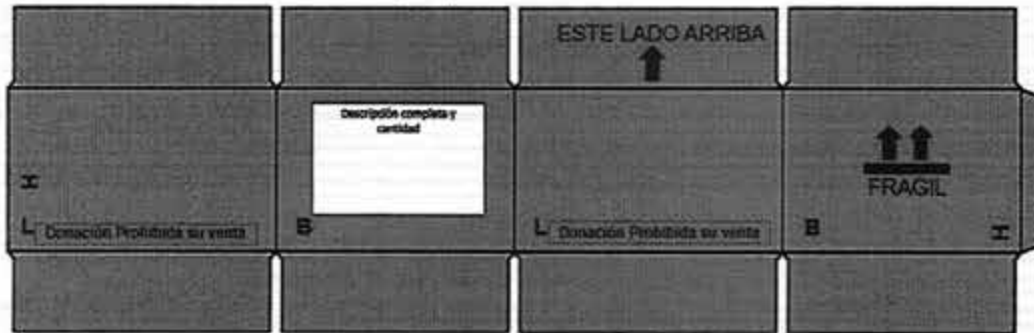 ESTE LADO ARRIBA
Descripción completa y
cantidad
H
L Donación Prohibida su venta
B
L Donación Prohibida su venta
FRAGIL
B
H